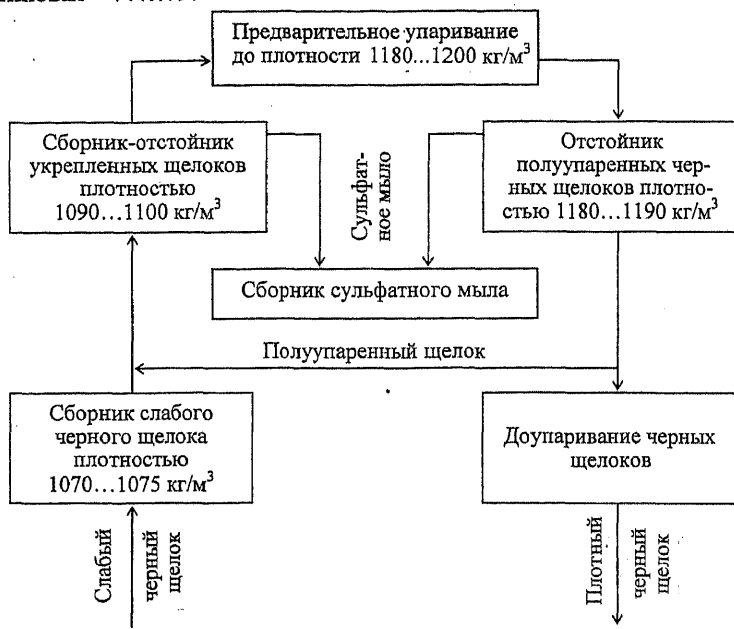 Предварительное упаривание
до плотности 1180...1200 кг/м³
Сборник-отстойник
укрепленных щелоков
плотностью
1090...1100 кг/м³
Сульфат-
ное мыло
Отстойник
полуупаренных чер-
ных щелоков плотно-
стью 1180...1190 кг/м³
Сборник сульфатного мыла
Полуупаренный щелок
Сборник слабого
черного щелока
плотностью
1070...1075 кг/м³
Доупаривание черных
щелоков
Слабый
черный
щелок
Плотный
черный
щелок